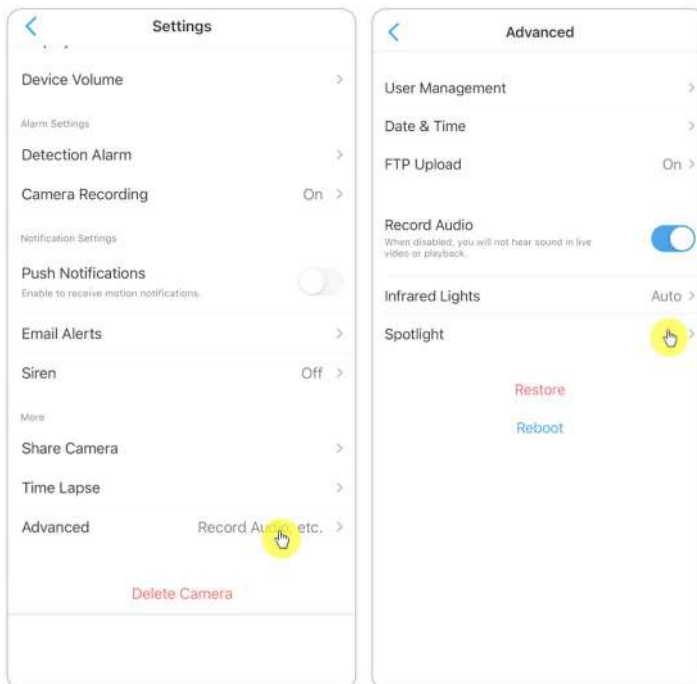 Settings
Device Volume
Alarm Settings
Detection Alarm
Camera Recording On
Notification Settings
Push Notifications
Enable to receive motion notifications.
Email Alerts
Siren Off
More
Share Camera
Time Lapse
Advanced Record Audio, etc.
Delete Camera
Advanced
User Management
Date & Time
FTP Upload On
Record Audio
When disabled, you will not hear sound in live
video or playback.
Infrared Lights Auto
Spotlight
Restore
Reboot